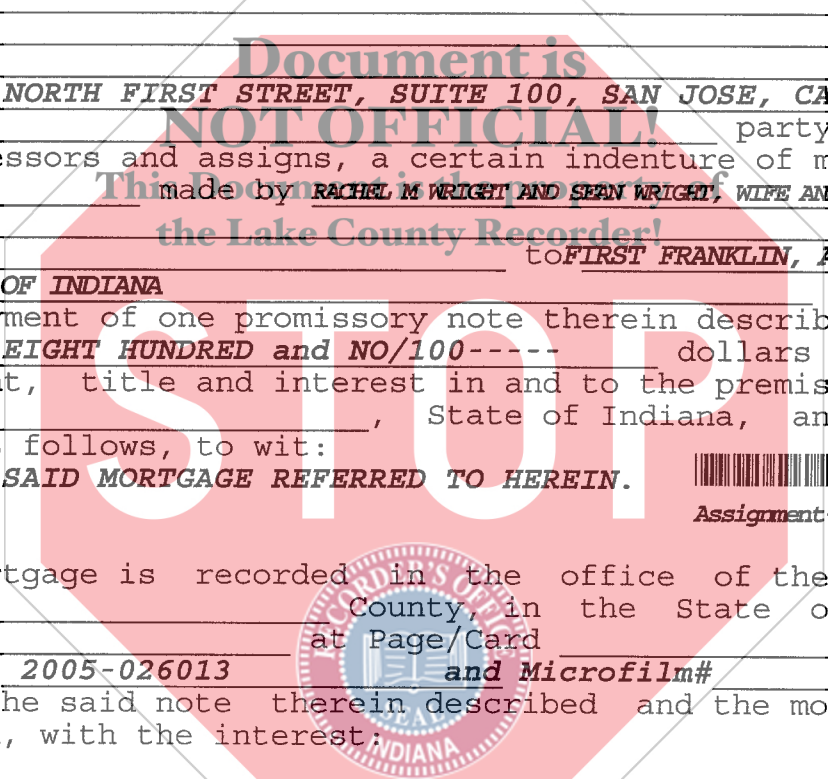 Document is
NORTH FIRST STREET, SUITE 100, SAN JOSE, CA
NOT OFFICIAL!
party
essors and assigns, a certain indenture of m
This Document is the property of
made by RACHEL M WRIGHT AND SEAN WRIGHT, WIFE AN
the Lake County Recorder!
toFIRST FRANKLIN, A
OF INDIANA
ment of one promissory note therein describ
EIGHT HUNDRED and NO/100----- dollars
t, title and interest in and to the premis
, State of Indiana, an
s follows, to wit:
SAID MORTGAGE REFERRED TO HEREIN.
Assignment-
STOP
tgage is recorded in the office of the
County, in the State o
at Page/Card
2005-026013 and Microfilm#
he said note therein described and the mo
, with the interest:
RECORDER'S OFFICE
SEAL
INDIANA